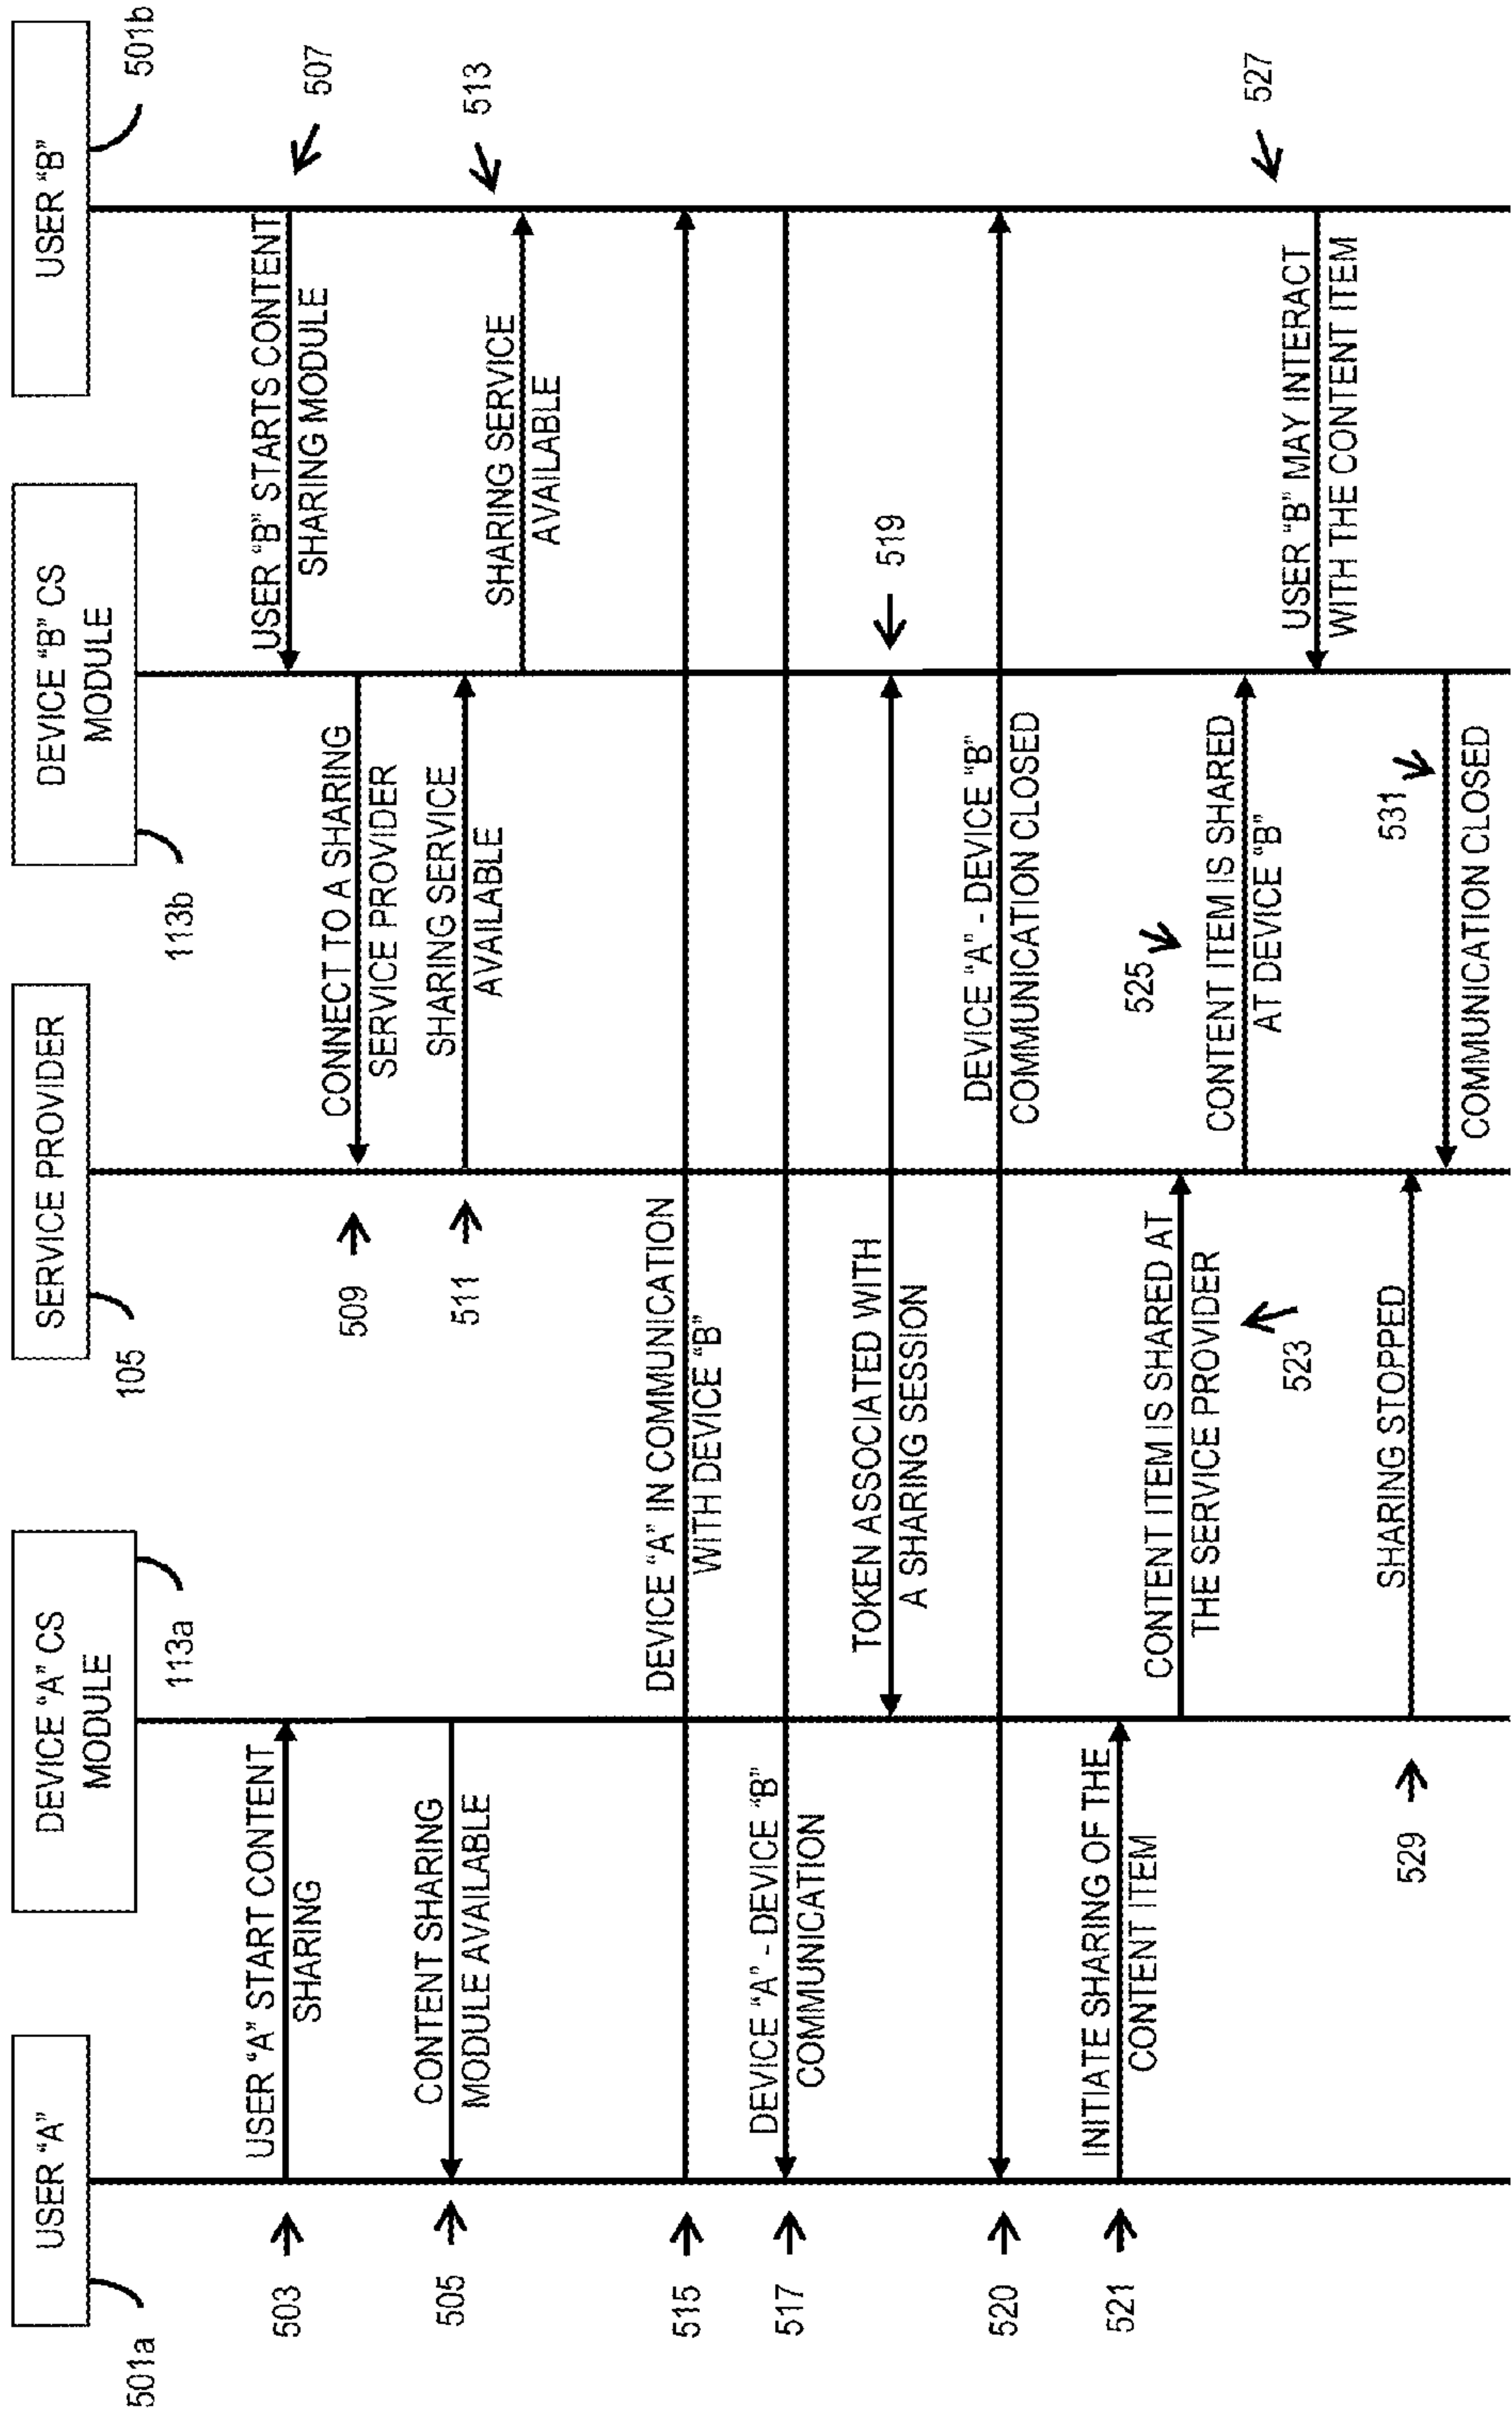 USER “A”
DEVICE “A” CS
MODULE
SERVICE PROVIDER
DEVICE “B” CS
MODULE
USER “B”
501a
113a
105
113b
501b
503
USER “A” START CONTENT
SHARING
USER “B” STARTS CONTENT
SHARING MODULE
507
509
CONNECT TO A SHARING
SERVICE PROVIDER
505
CONTENT SHARING
MODULE AVAILABLE
511
SHARING SERVICE
AVAILABLE
SHARING SERVICE
AVAILABLE
513
515
DEVICE “A” IN COMMUNICATION
WITH DEVICE “B”
517
DEVICE “A” - DEVICE “B”
COMMUNICATION
TOKEN ASSOCIATED WITH
A SHARING SESSION
519
520
DEVICE “A” - DEVICE “B”
COMMUNICATION CLOSED
521
INITIATE SHARING OF THE
CONTENT ITEM
CONTENT ITEM IS SHARED AT
THE SERVICE PROVIDER
523
525
CONTENT ITEM IS SHARED
AT DEVICE “B”
USER “B” MAY INTERACT
WITH THE CONTENT ITEM
527
529
SHARING STOPPED
531
COMMUNICATION CLOSED